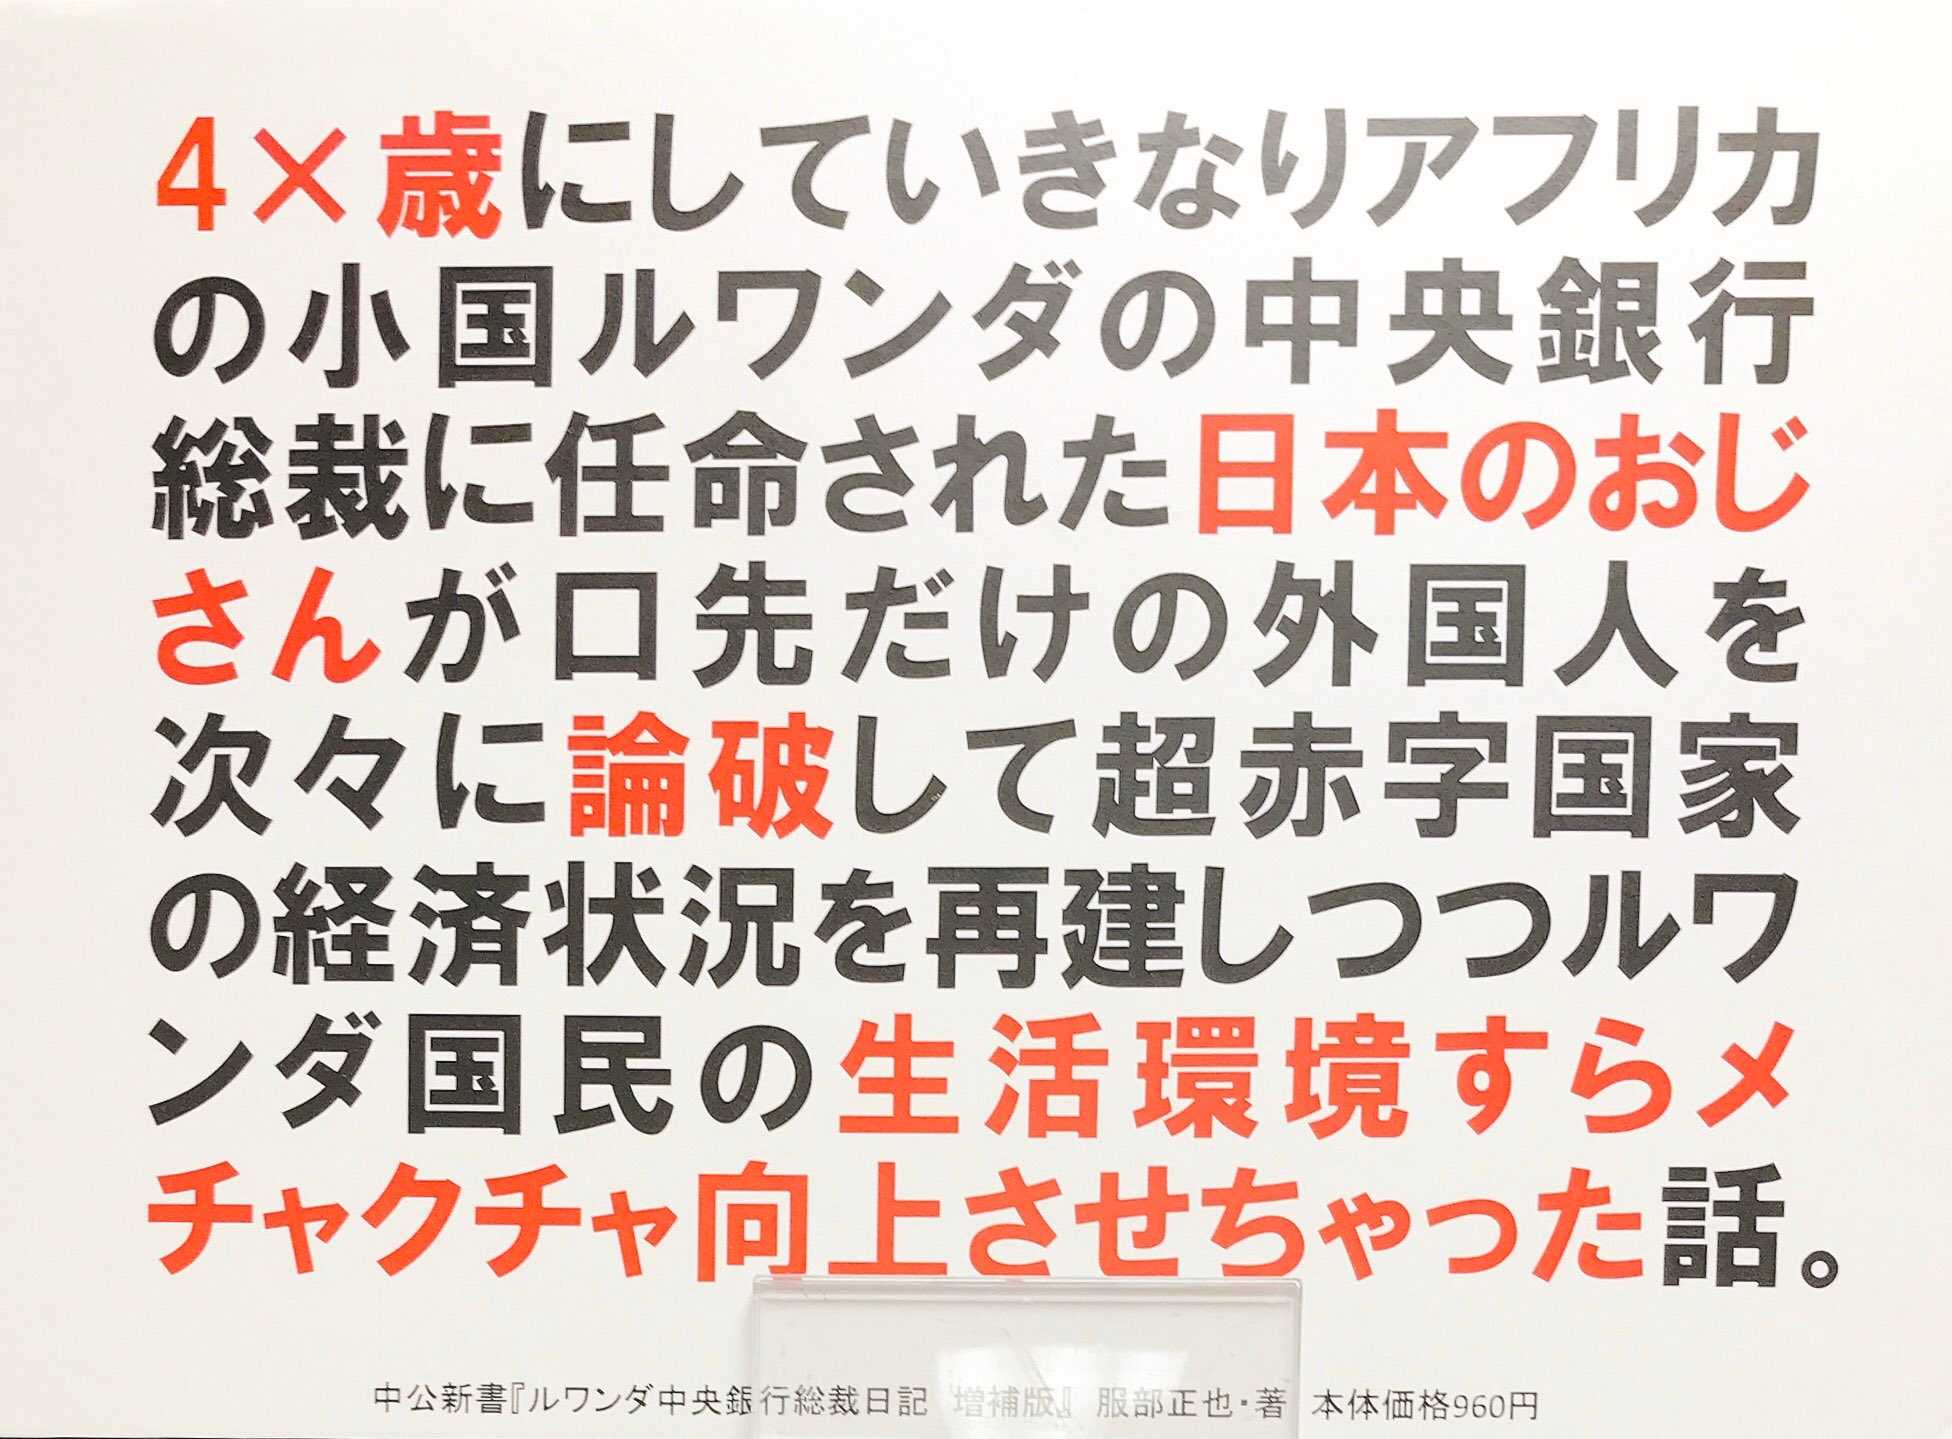 4×歳にしていきなりアフリカ
の小国ルワンダの中央銀行
総裁に任命された日本のおじ
さんが口先だけの外国人を
次々に論破して超赤字国家
の経済状況を再建しつつルワ
ンダ国民の生活環境すらメ
チャクチャ向上させちゃった話。
中公新書『ルワンダ中央銀行総裁日記　増補版』　服部正也・著　本体価格960円